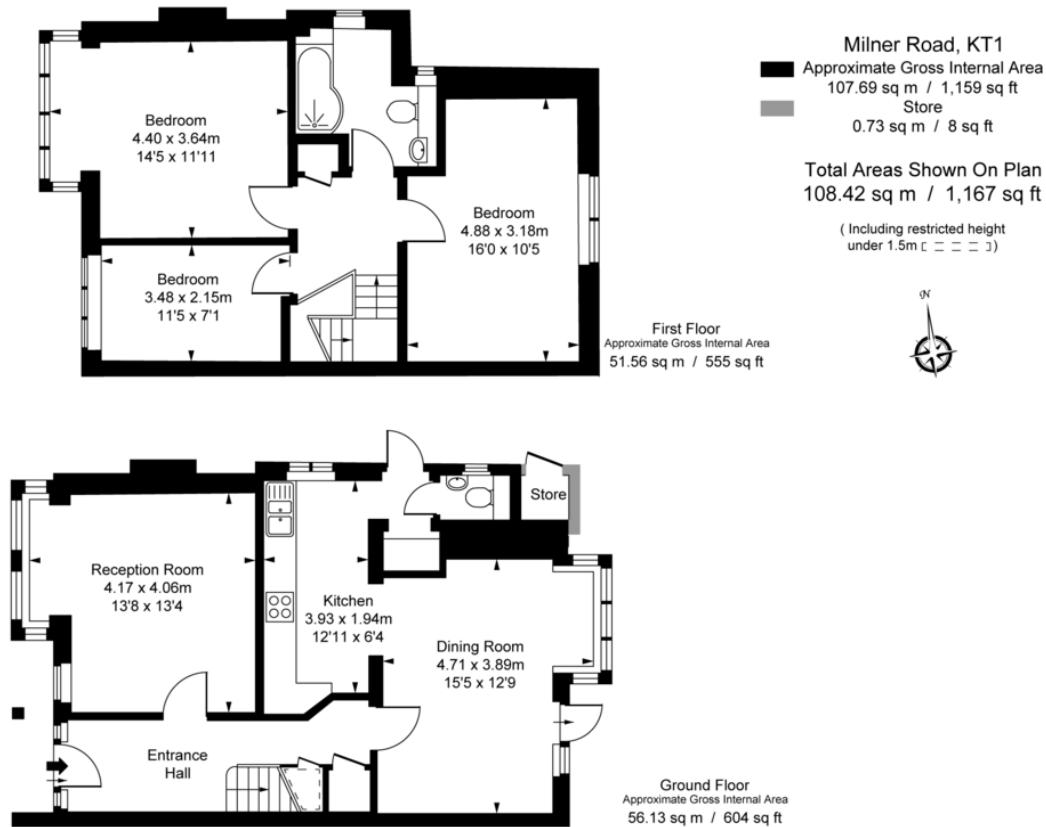 Milner Road, KT1
Approximate Gross Internal Area
107.69 sq m / 1,159 sq ft
Store
0.73 sq m / 8 sq ft
Total Areas Shown On Plan
108.42 sq m / 1,167 sq ft
( Including restricted height
under 1.5m )
N
Bedroom
4.40 x 3.64m
14'5 x 11'11
Bedroom
4.88 x 3.18m
16'0 x 10'5
Bedroom
3.48 x 2.15m
11'5 x 7'1
First Floor
Approximate Gross Internal Area
51.56 sq m / 555 sq ft
Store
Reception Room
4.17 x 4.06m
13'8 x 13'4
Kitchen
3.93 x 1.94m
12'11 x 6'4
Dining Room
4.71 x 3.89m
15'5 x 12'9
Entrance
Hall
Ground Floor
Approximate Gross Internal Area
56.13 sq m / 604 sq ft